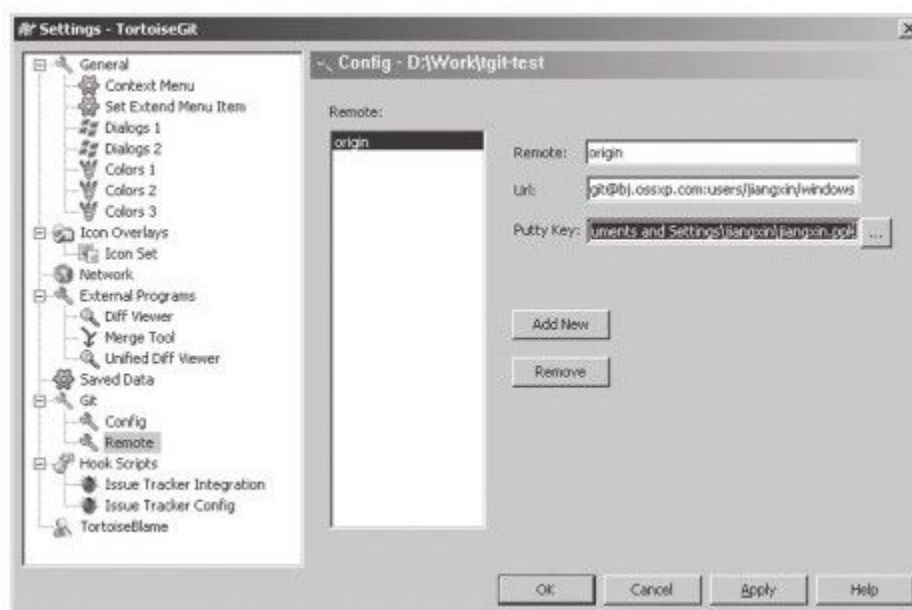 Settings - TortoiseGit
General
Context Menu
Set Extend Menu Item
Dialogs 1
Dialogs 2
Colors 1
Colors 2
Colors 3
Icon Overlays
Icon Set
Network
External Programs
Diff Viewer
Merge Tool
Unified Diff Viewer
Saved Data
Git
Config
Remote
Hook Scripts
Issue Tracker Integration
Issue Tracker Config
TortoiseBlame
Config - D:\Work\tgit-test
Remote:
origin
Remote: origin
Url: git@bj.ossxp.com:users/jiangxin/windows
Putty Key: uments and Settings\jiangxin\jiangxin.ppk ...
Add New
Remove
OK Cancel Apply Help